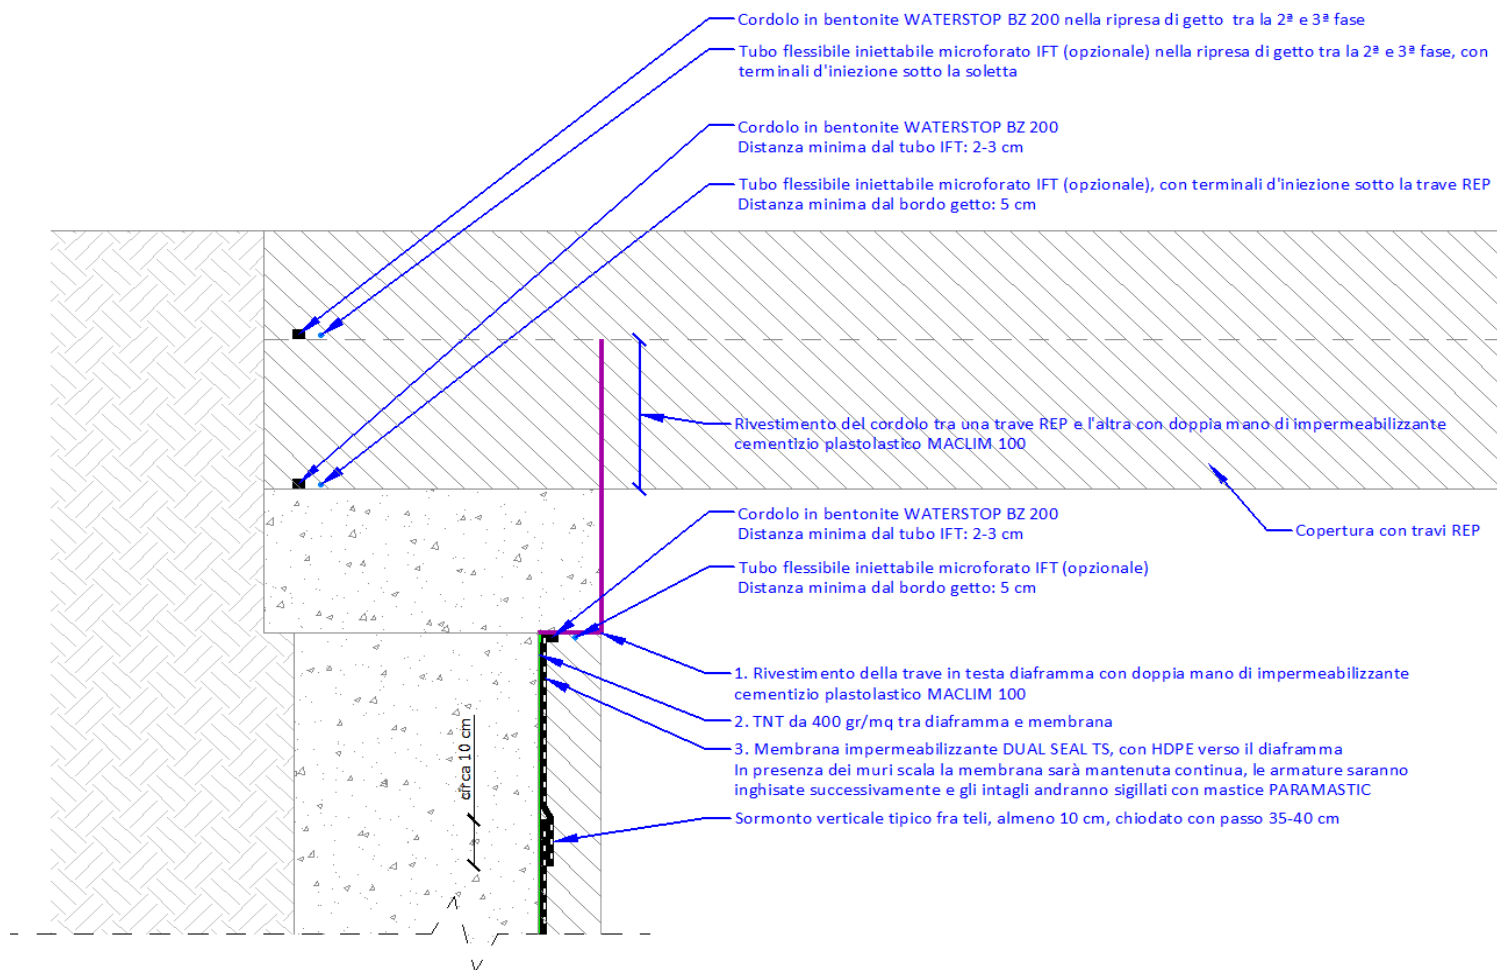 Cordolo in bentonite WATERSTOP BZ 200 nella ripresa di getto tra la 2ª e 3ª fase
Tubo flessibile iniettabile microforato IFT (opzionale) nella ripresa di getto tra la 2ª e 3ª fase, con
terminali d'iniezione sotto la soletta
Cordolo in bentonite WATERSTOP BZ 200
Distanza minima dal tubo IFT: 2-3 cm
Tubo flessibile iniettabile microforato IFT (opzionale), con terminali d'iniezione sotto la trave REP
Distanza minima dal bordo getto: 5 cm
Rivestimento del cordolo tra una trave REP e l'altra con doppia mano di impermeabilizzante
cementizio plastolastico MACLIM 100
Cordolo in bentonite WATERSTOP BZ 200
Distanza minima dal tubo IFT: 2-3 cm
Copertura con travi REP
Tubo flessibile iniettabile microforato IFT (opzionale)
Distanza minima dal bordo getto: 5 cm
1. Rivestimento della trave in testa diaframma con doppia mano di impermeabilizzante
cementizio plastolastico MACLIM 100
2. TNT da 400 gr/mq tra diaframma e membrana
3. Membrana impermeabilizzante DUAL SEAL TS, con HDPE verso il diaframma
In presenza dei muri scala la membrana sarà mantenuta continua, le armature saranno
inghisate successivamente e gli intagli andranno sigillati con mastice PARAMASTIC
Sormonto verticale tipico fra teli, almeno 10 cm, chiodato con passo 35-40 cm
circa 10 cm